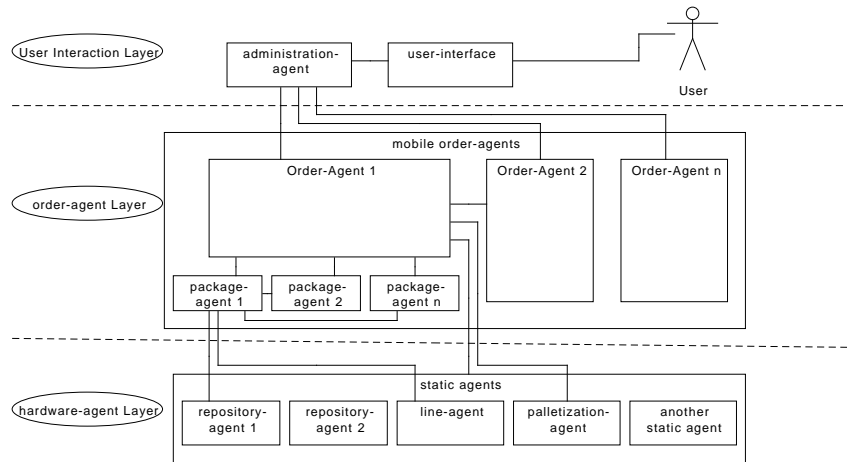 User Interaction Layer
administration-
agent
user-interface
User
mobile order-agents
order-agent Layer
Order-Agent 1
Order-Agent 2
Order-Agent n
package-
agent 1
package-
agent 2
package-
agent n
hardware-agent Layer
static agents
repository-
agent 1
repository-
agent 2
line-agent
palletization-
agent
another
static agent